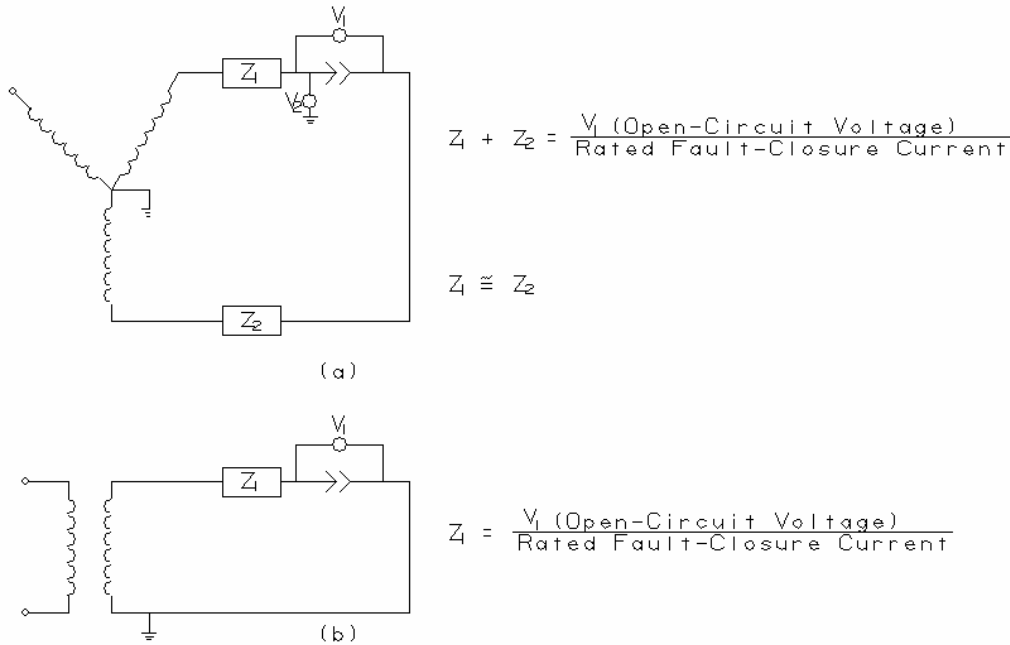 V₁
Z₁
V₂
Z₁ + Z₂ = V₁ (Open-Circuit Voltage)
Rated Fault-Closure Current
Z₁ ≅ Z₂
Z₂
(a)
V₁
Z₁
Z₁ = V₁ (Open-Circuit Voltage)
Rated Fault-Closure Current
(b)